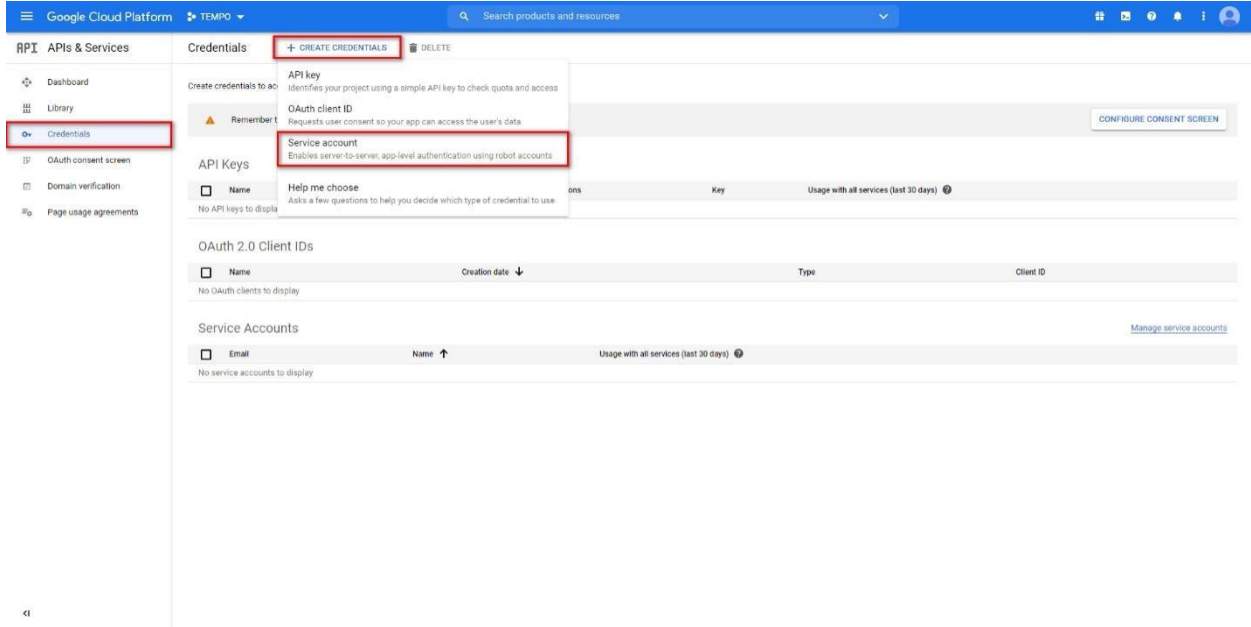 Google Cloud Platform TEMPO Search products and resources
API APIs & Services
Credentials + CREATE CREDENTIALS DELETE
Dashboard
Library
Credentials
OAuth consent screen
Domain verification
Page usage agreements
Create credentials to ac
API key
Identifies your project using a simple API key to check quota and access
OAuth client ID
Requests user consent so your app can access the user's data
Service account
Enables server-to-server, app-level authentication using robot accounts
Help me choose
Asks a few questions to help you decide which type of credential to use
Remember t
CONFIGURE CONSENT SCREEN
API Keys
Name ons Key Usage with all services (last 30 days)
No API keys to displa
OAuth 2.0 Client IDs
Name Creation date Type Client ID
No OAuth clients to display
Service Accounts Manage service accounts
Email Name Usage with all services (last 30 days)
No service accounts to display